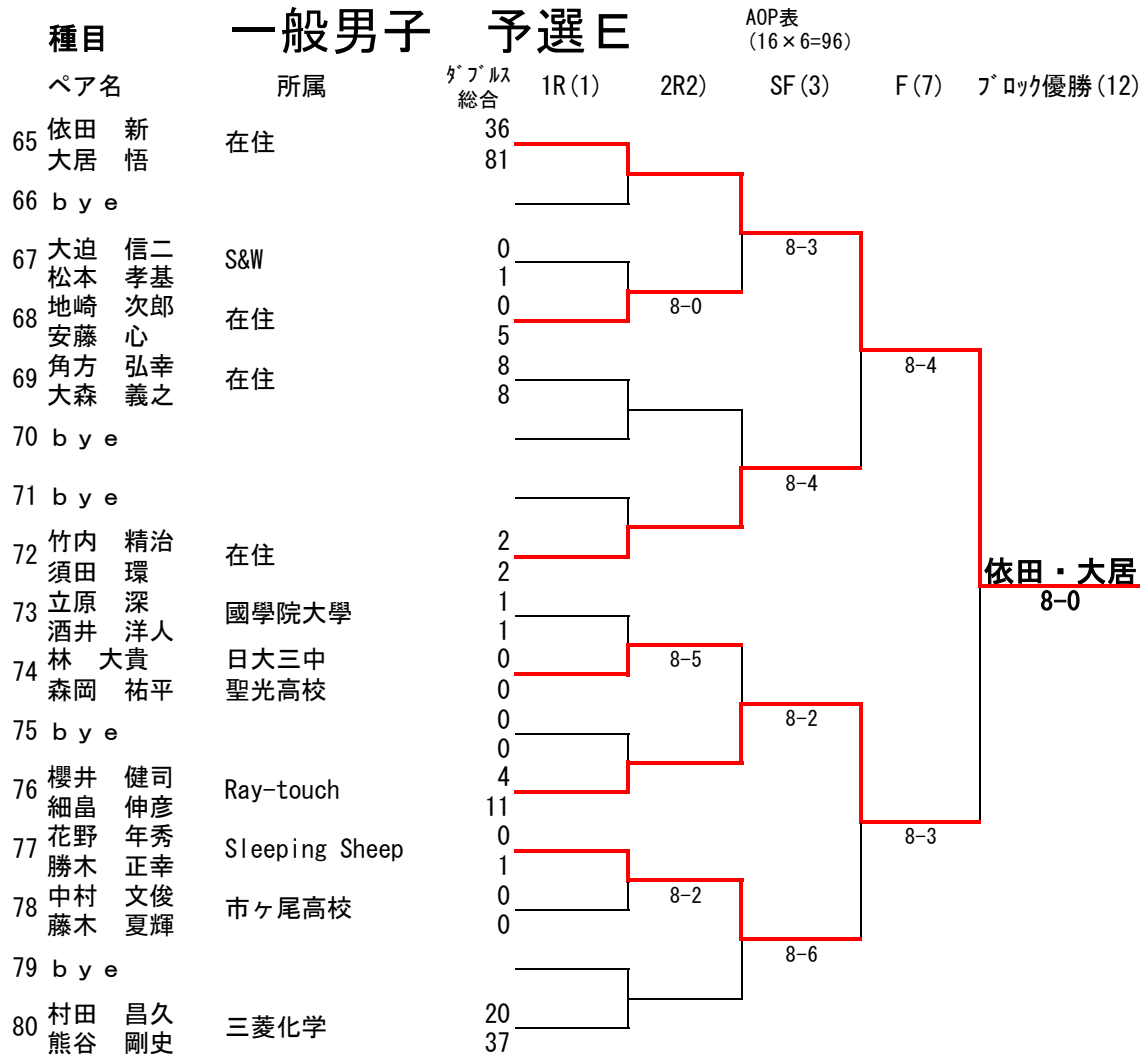 種目 一般男子 予選E AOP表
(16×6=96)
ペア名 所属 ダブルス総合 1R(1) 2R2) SF(3) F(7) ブロック優勝(12)
65 依田 新 在住 36
大居 悟 81
66 ｂｙｅ
67 大迫 信二 S&W 0
松本 孝基 1
68 地崎 次郎 在住 0
安藤 心 5
69 角方 弘幸 在住 8
大森 義之 8
70 ｂｙｅ
71 ｂｙｅ
72 竹内 精治 在住 2
須田 環 2
73 立原 深 國學院大學 1
酒井 洋人 1
74 林 大貴 日大三中 0
森岡 祐平 聖光高校 0
75 ｂｙｅ 0
0
76 櫻井 健司 Ray-touch 4
細畠 伸彦 11
77 花野 年秀 Sleeping Sheep 0
勝木 正幸 1
78 中村 文俊 市ヶ尾高校 0
藤木 夏輝 0
79 ｂｙｅ
80 村田 昌久 三菱化学 20
熊谷 剛史 37
8-0
8-5
8-2
8-3
8-4
8-2
8-6
8-4
8-3
依田・大居
8-0